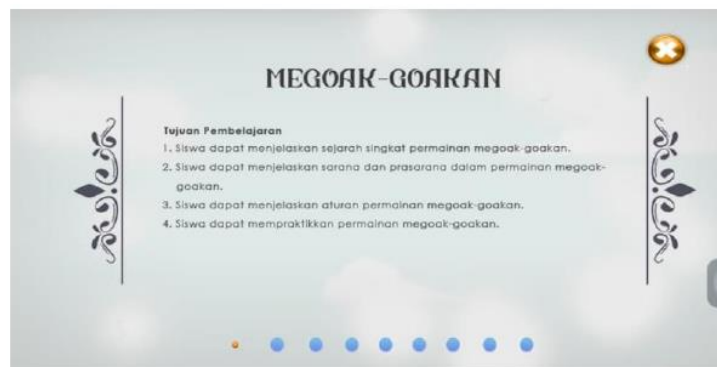 MEGOAK-GOAKAN
Tujuan Pembelajaran
1. Siswa dapat menjelaskan sejarah singkat permainan megoak-goakan.
2. Siswa dapat menjelaskan sarana dan prasarana dalam permainan megoak-
goakan.
3. Siswa dapat menjelaskan aturan permainan megoak-goakan.
4. Siswa dapat mempraktikkan permainan megoak-goakan.